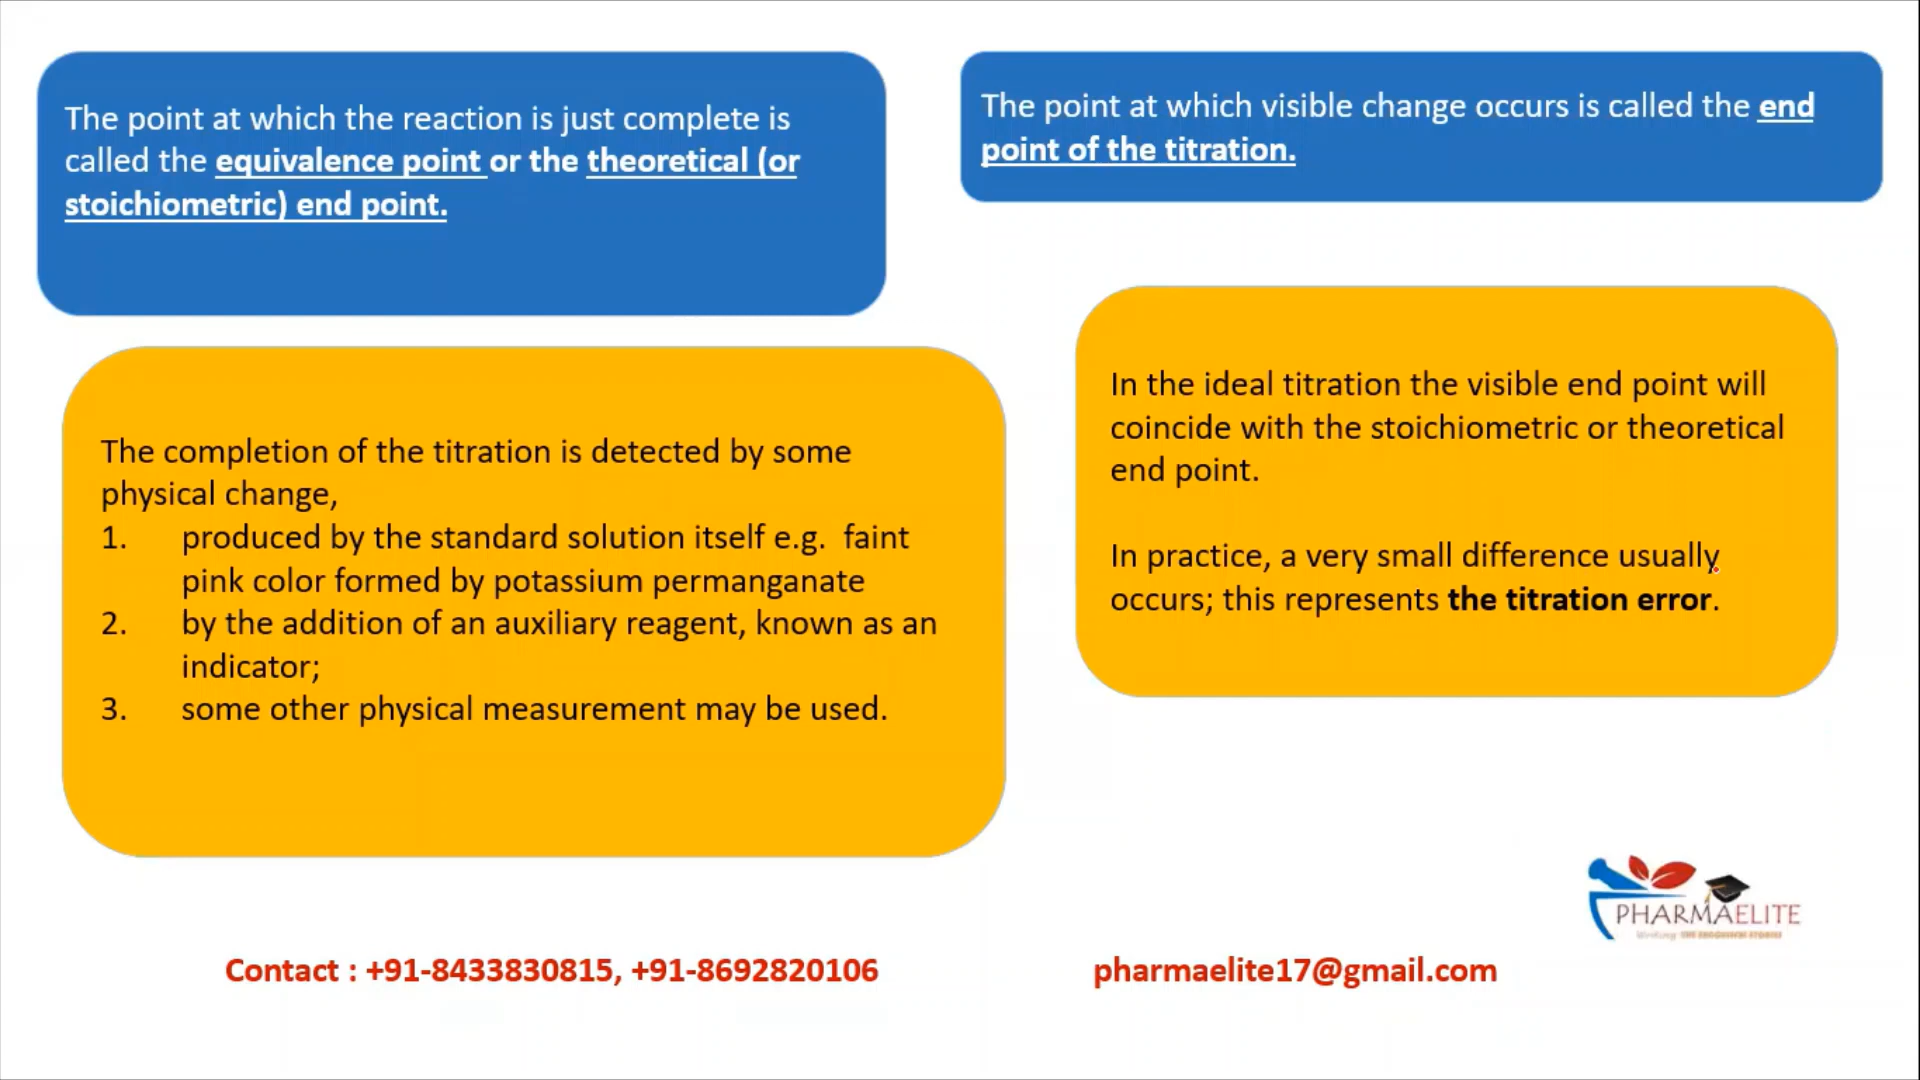 The point at which the reaction is just complete is
called the equivalence point or the theoretical (or
stoichiometric) end point.
The point at which visible change occurs is called the end
point of the titration.
The completion of the titration is detected by some
physical change,
1. produced by the standard solution itself e.g. faint
pink color formed by potassium permanganate
2. by the addition of an auxiliary reagent, known as an
indicator;
3. some other physical measurement may be used.
In the ideal titration the visible end point will
coincide with the stoichiometric or theoretical
end point.
In practice, a very small difference usually
occurs; this represents the titration error.
PHARMAELITE
Contact : +91-8433830815, +91-8692820106
pharmaelite17@gmail.com